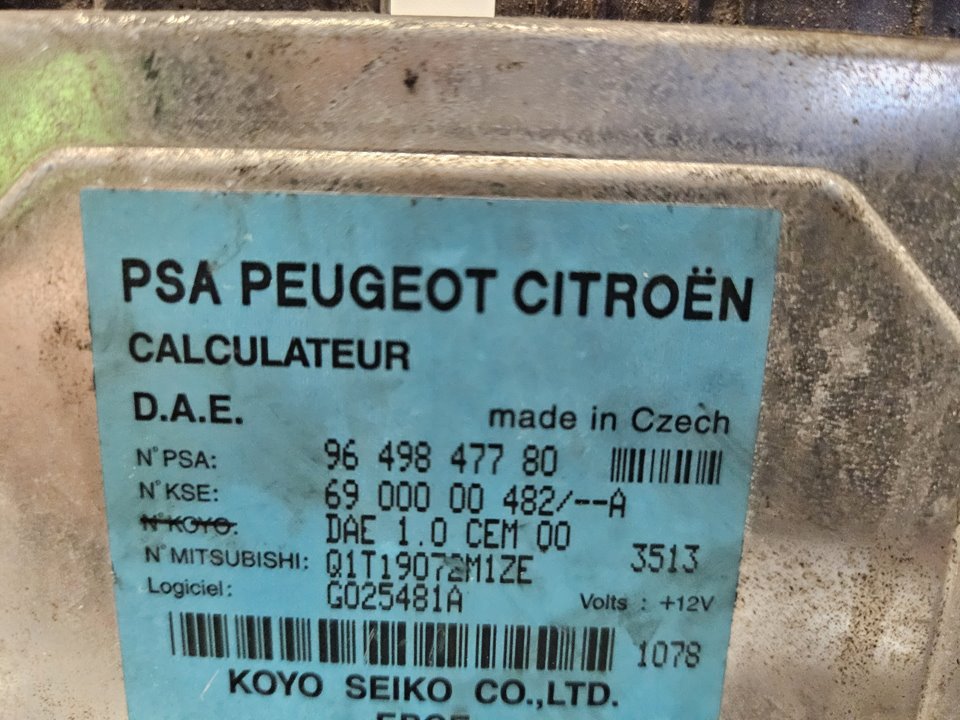 PSA PEUGEOT CITROËN
CALCULATEUR
D.A.E.
made in Czech
N° PSA: 96 498 477 80
N° KSE: 69 000 00 482/--A
N° KOYO: DAE 1.0 CEM 00
N° MITSUBISHI: Q1T19072M1ZE
3513
Logiciel: G025481A
Volts : +12V
1078
KOYO SEIKO CO.,LTD.